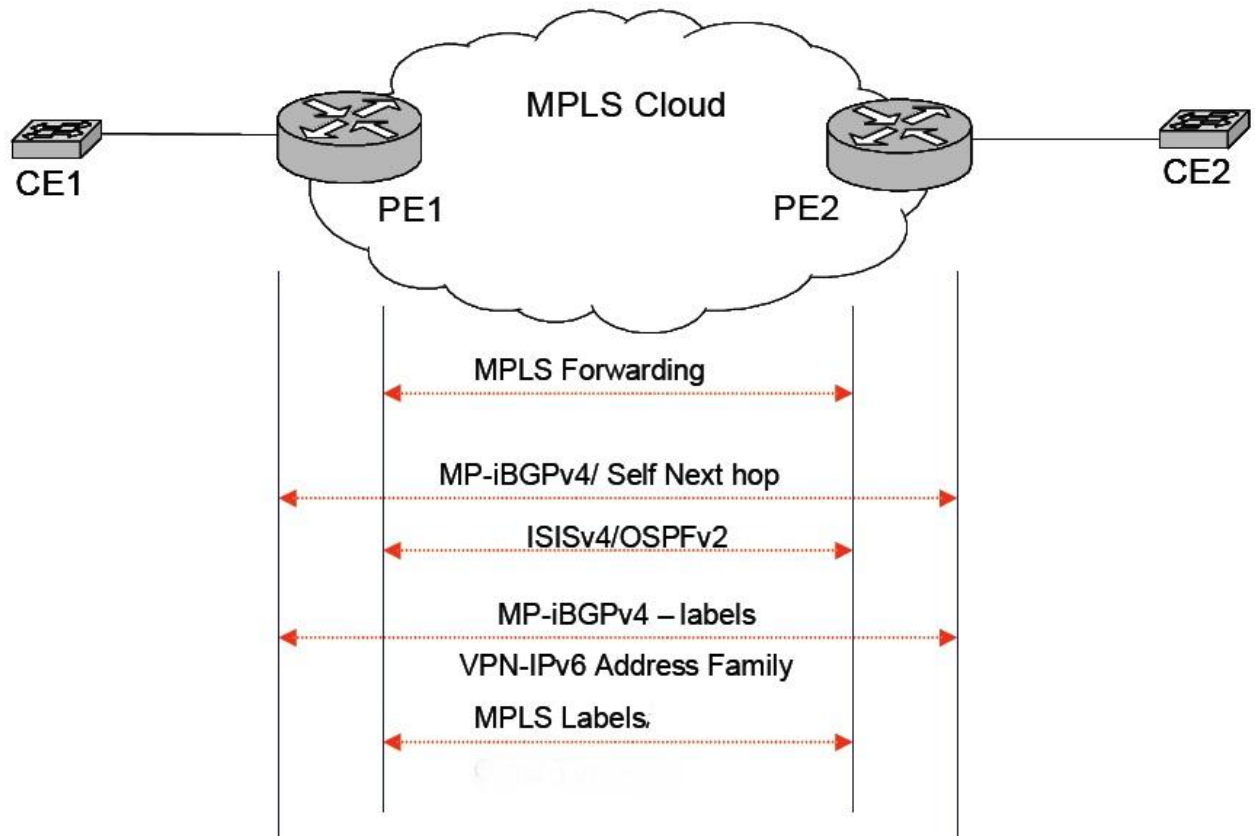 MPLS Cloud
CE1
PE1
PE2
CE2
MPLS Forwarding
MP-iBGPv4/ Self Next hop
ISISv4/OSPFv2
MP-iBGPv4 – labels
VPN-IPv6 Address Family
MPLS Labels